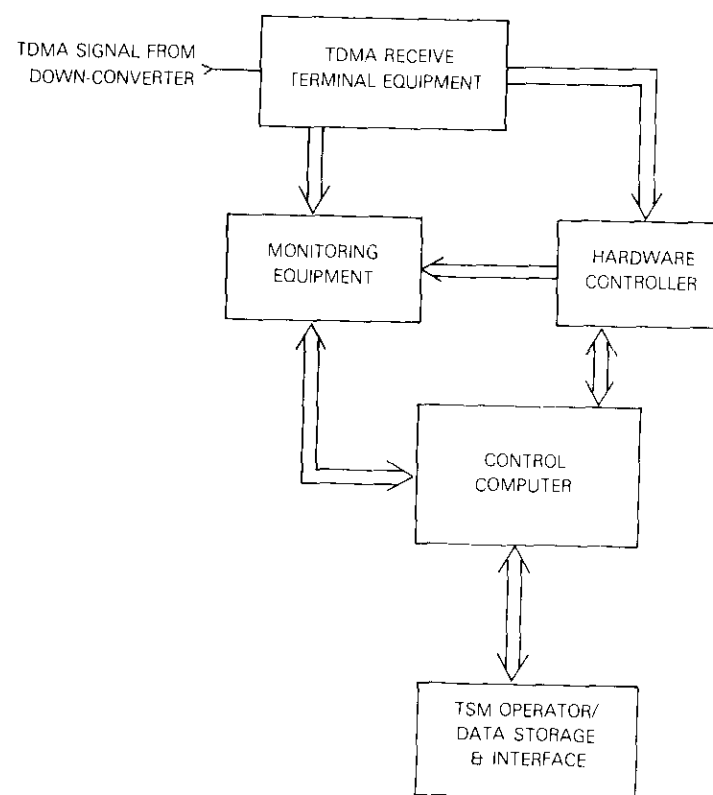 TDMA SIGNAL FROM
DOWN-CONVERTER
TDMA RECEIVE
TERMINAL EQUIPMENT
MONITORING
EQUIPMENT
HARDWARE
CONTROLLER
CONTROL
COMPUTER
TSM OPERATOR/
DATA STORAGE
& INTERFACE